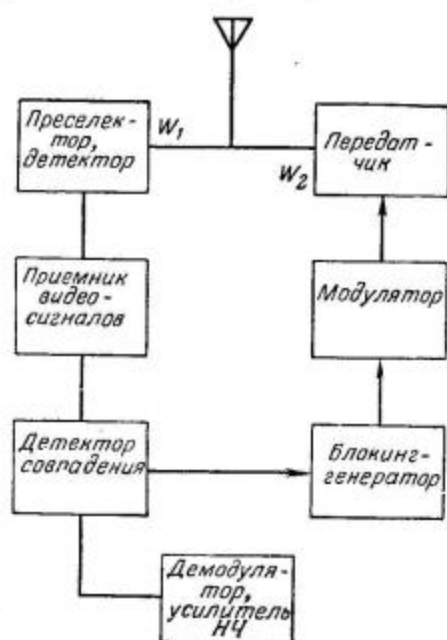 Преселек-
тор,
детектор
W1
W2
Передат-
чик
Приемник
видео-
сигналов
Модулятор
Детектор
совпадения
Блокинг-
генератор
Демодуля-
тор,
усилитель
НЧ